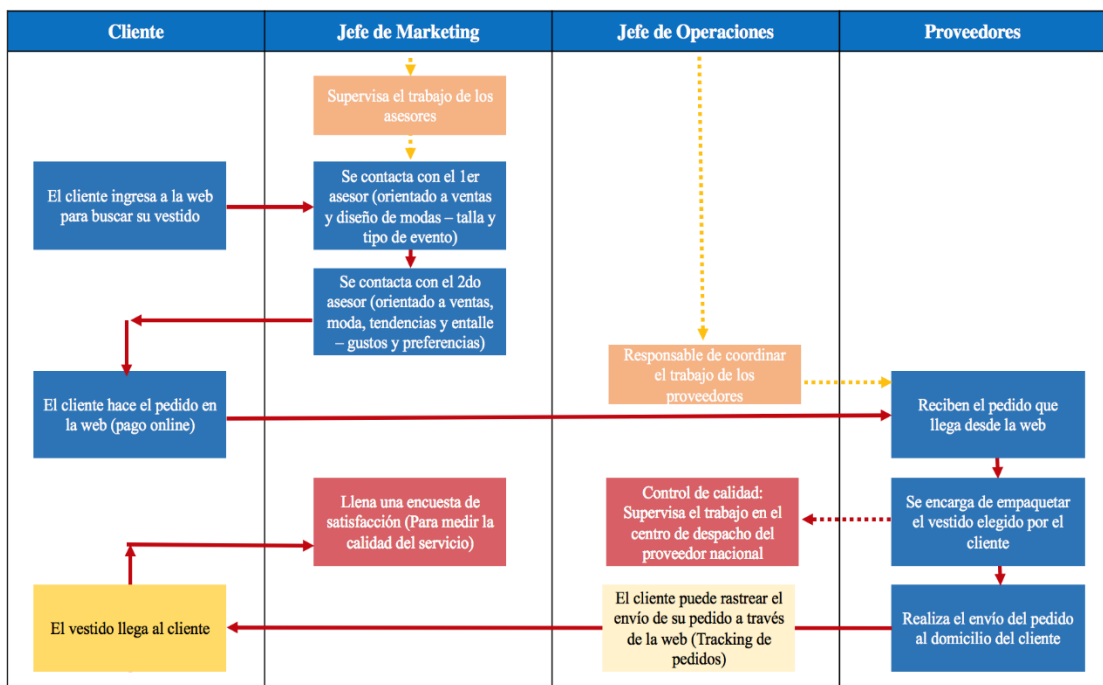 Cliente
Jefe de Marketing
Jefe de Operaciones
Proveedores
Supervisa el trabajo de los
asesores
El cliente ingresa a la web
para buscar su vestido
Se contacta con el 1er
asesor (orientado a ventas
y diseño de modas – talla y
tipo de evento)
Se contacta con el 2do
asesor (orientado a ventas,
moda, tendencias y entalle
– gustos y preferencias)
Responsable de coordinar
el trabajo de los
proveedores
El cliente hace el pedido en
la web (pago online)
Reciben el pedido que
llega desde la web
Llena una encuesta de
satisfacción (Para medir la
calidad del servicio)
Control de calidad:
Supervisa el trabajo en el
centro de despacho del
proveedor nacional
Se encarga de empaquetar
el vestido elegido por el
cliente
El vestido llega al cliente
El cliente puede rastrear el
envío de su pedido a través
de la web (Tracking de
pedidos)
Realiza el envío del pedido
al domicilio del cliente